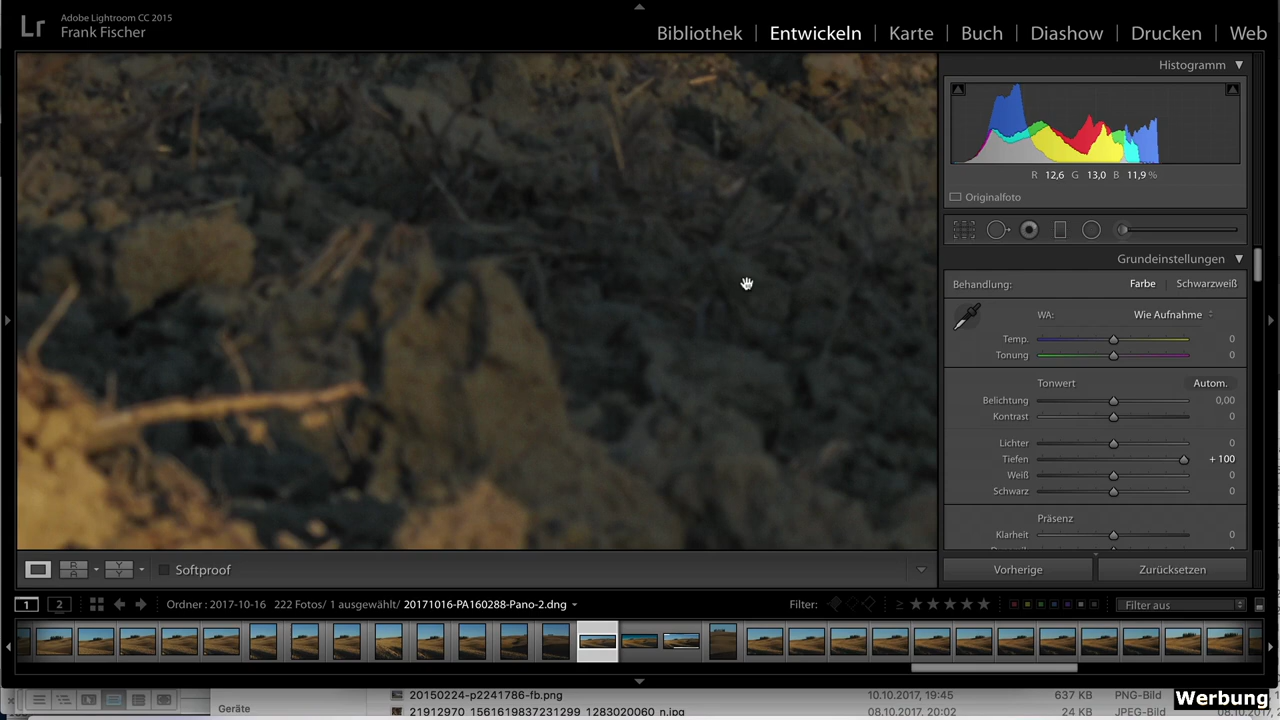 Lr
Adobe Lightroom CC 2015
Frank Fischer
Bibliothek | Entwickeln | Karte | Buch | Diashow | Drucken | Web
Histogramm
R 12,6 G 13,0 B 11,9 %
Originalfoto
Grundeinstellungen
Behandlung: Farbe | Schwarzweiß
WA: Wie Aufnahme
Temp. 0
Tonung 0
Tonwert Autom.
Belichtung 0,00
Kontrast 0
Lichter 0
Tiefen + 100
Weiß 0
Schwarz 0
Präsenz
Klarheit 0
R A Y Y Softproof
Vorherige Zurücksetzen
1 2 Ordner : 2017-10-16 222 Fotos/ 1 ausgewählt/ 20171016-PA160288-Pano-2.dng Filter: ≥ ★ ★ ★ ★ ★ Filter aus
20150224-p2241786-fb.png 10.10.2017, 19:45 637 KB PNG-Bild
Geräte 21912970_1561619837231299_1283020060_n.jpg 08.10.2017, 20:02 24 KB JPEG-Bild
Werbung